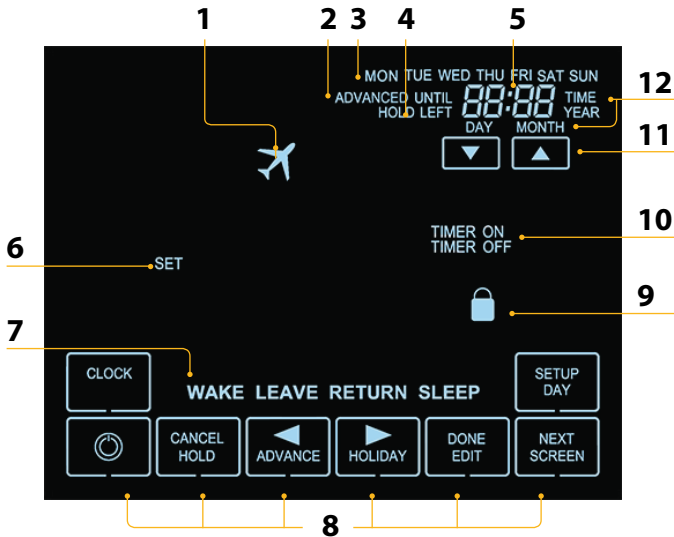 1 2 3 4 5
MON TUE WED THU FRI SAT SUN
ADVANCED UNTIL 88:88 TIME
HOLD LEFT YEAR
12
DAY MONTH
11
TIMER ON
TIMER OFF
10
6
SET
9
7
CLOCK
WAKE LEAVE RETURN SLEEP
SETUP
DAY
CANCEL
HOLD
ADVANCE
HOLIDAY
DONE
EDIT
NEXT
SCREEN
8